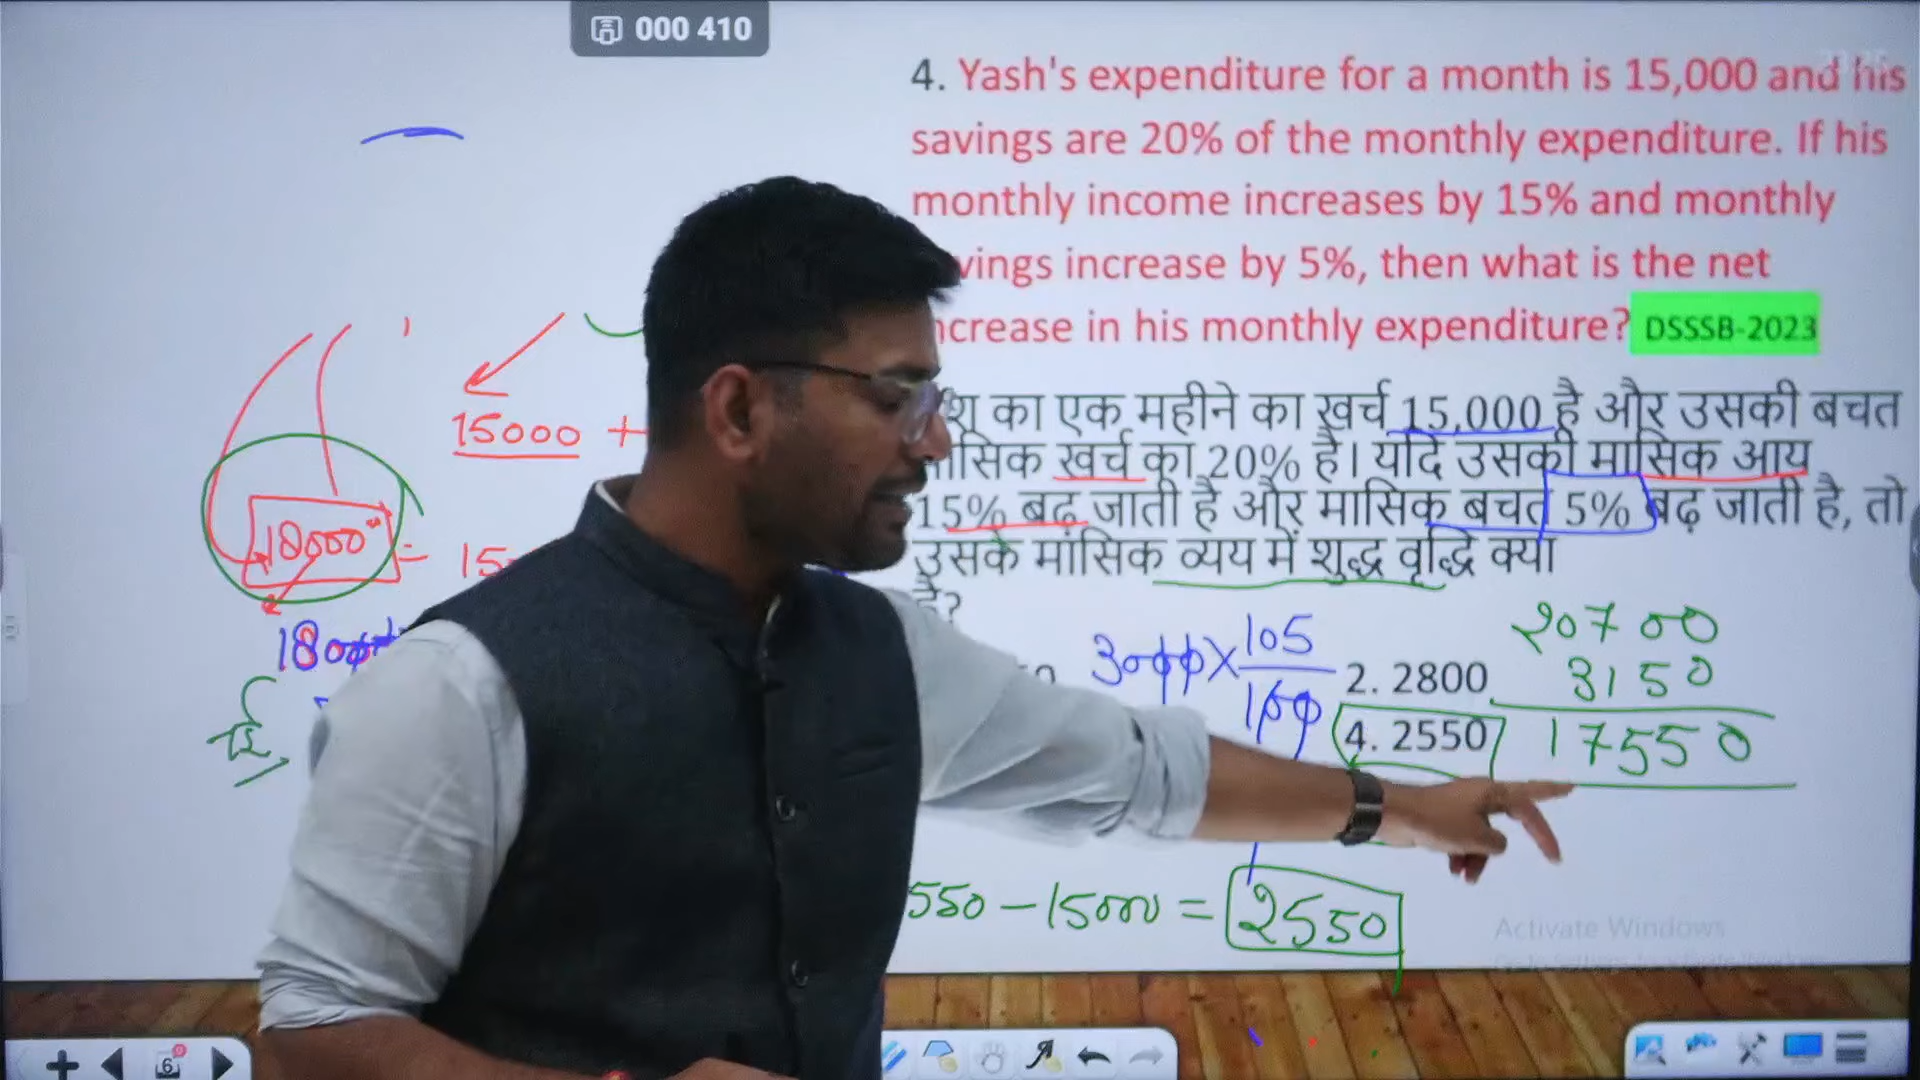 000 410
4. Yash's expenditure for a month is 15,000 and his
savings are 20% of the monthly expenditure. If his
monthly income increases by 15% and monthly
vings increase by 5%, then what is the net
ncrease in his monthly expenditure? DSSSB-2023
श का एक महीने का खर्च 15,000 है और उसकी बचत
मासिक खर्च का 20% है। यदि उसकी मासिक आय
15% बढ़ जाती है और मासिक बचत 5% बढ़ जाती है, तो
उसके मासिक व्यय में शुद्ध वृद्धि क्या
है?
15000 +
18000 =
3000 × 105
100
2. 2800
4. 2550
20700
3150
17550
550 - 15000 = 2550
Activate Windows
6